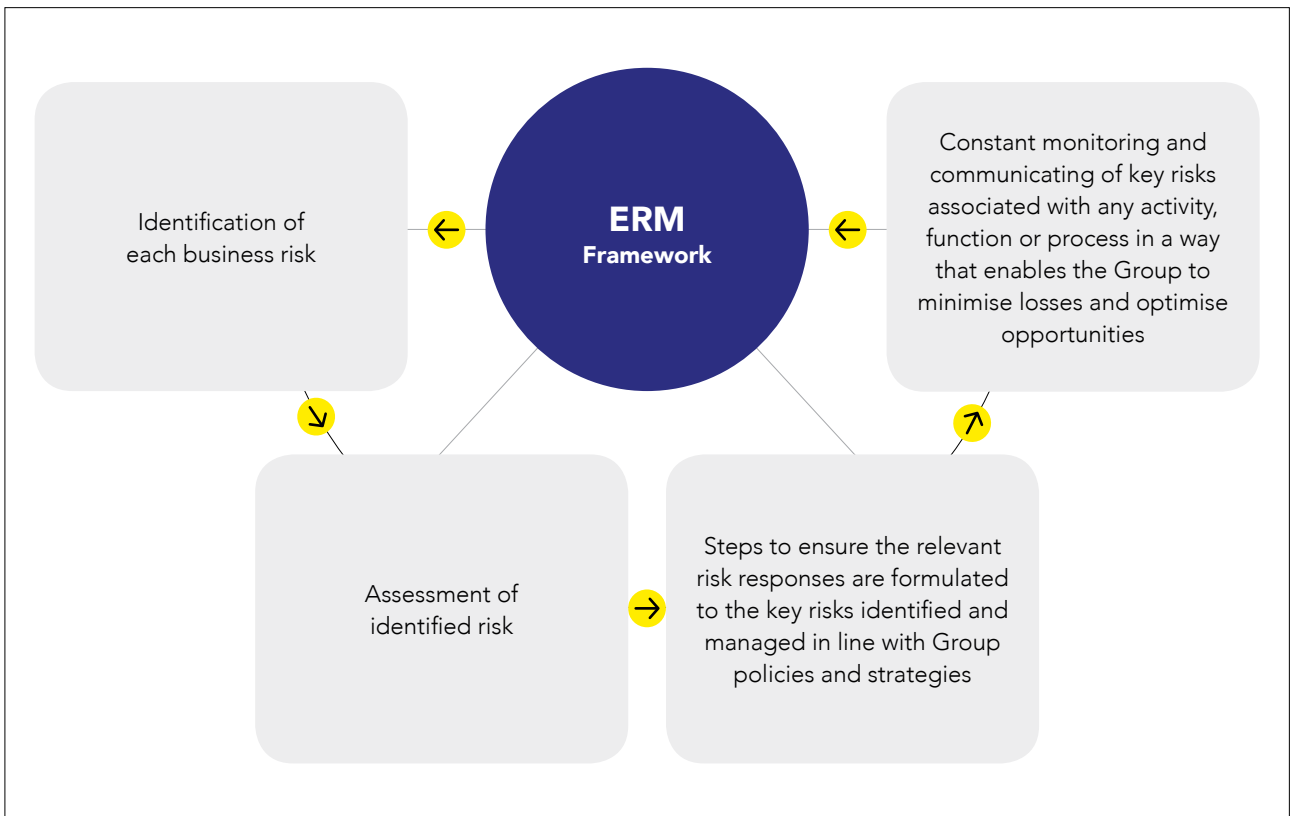 ERM
Framework
Identification of
each business risk
Assessment of
identified risk
Steps to ensure the relevant
risk responses are formulated
to the key risks identified and
managed in line with Group
policies and strategies
Constant monitoring and
communicating of key risks
associated with any activity,
function or process in a way
that enables the Group to
minimise losses and optimise
opportunities